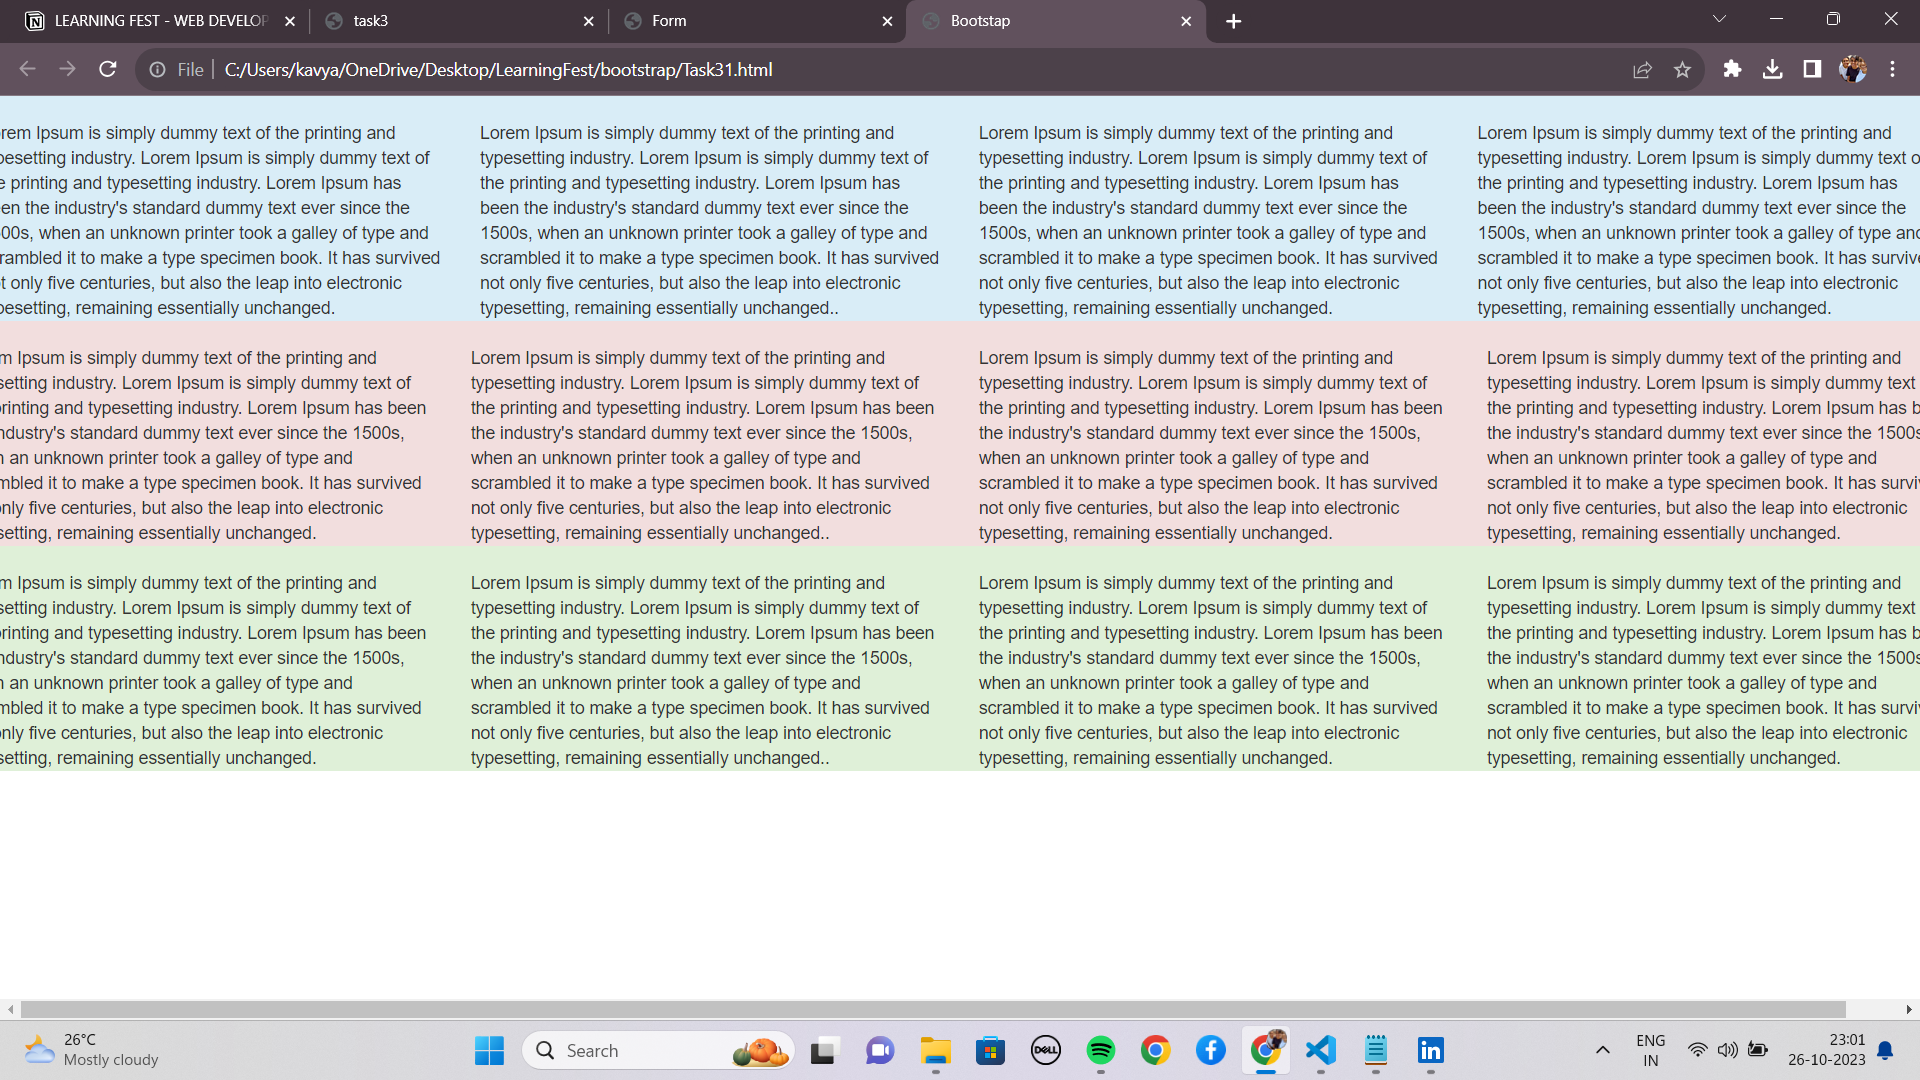 LEARNING FEST - WEB DEVELOP
task3
Form
Bootstap
File
C:/Users/kavya/OneDrive/Desktop/LearningFest/bootstrap/Task31.html
rem Ipsum is simply dummy text of the printing and
pesetting industry. Lorem Ipsum is simply dummy text of
e printing and typesetting industry. Lorem Ipsum has
en the industry's standard dummy text ever since the
00s, when an unknown printer took a galley of type and
rambled it to make a type specimen book. It has survived
t only five centuries, but also the leap into electronic
pesetting, remaining essentially unchanged.
Lorem Ipsum is simply dummy text of the printing and
typesetting industry. Lorem Ipsum is simply dummy text of
the printing and typesetting industry. Lorem Ipsum has
been the industry's standard dummy text ever since the
1500s, when an unknown printer took a galley of type and
scrambled it to make a type specimen book. It has survived
not only five centuries, but also the leap into electronic
typesetting, remaining essentially unchanged..
Lorem Ipsum is simply dummy text of the printing and
typesetting industry. Lorem Ipsum is simply dummy text of
the printing and typesetting industry. Lorem Ipsum has
been the industry's standard dummy text ever since the
1500s, when an unknown printer took a galley of type and
scrambled it to make a type specimen book. It has survived
not only five centuries, but also the leap into electronic
typesetting, remaining essentially unchanged.
Lorem Ipsum is simply dummy text of the printing and
typesetting industry. Lorem Ipsum is simply dummy text o
the printing and typesetting industry. Lorem Ipsum has
been the industry's standard dummy text ever since the
1500s, when an unknown printer took a galley of type and
scrambled it to make a type specimen book. It has survive
not only five centuries, but also the leap into electronic
typesetting, remaining essentially unchanged.
m Ipsum is simply dummy text of the printing and
setting industry. Lorem Ipsum is simply dummy text of
rinting and typesetting industry. Lorem Ipsum has been
ndustry's standard dummy text ever since the 1500s,
n an unknown printer took a galley of type and
mbled it to make a type specimen book. It has survived
nly five centuries, but also the leap into electronic
setting, remaining essentially unchanged.
Lorem Ipsum is simply dummy text of the printing and
typesetting industry. Lorem Ipsum is simply dummy text of
the printing and typesetting industry. Lorem Ipsum has been
the industry's standard dummy text ever since the 1500s,
when an unknown printer took a galley of type and
scrambled it to make a type specimen book. It has survived
not only five centuries, but also the leap into electronic
typesetting, remaining essentially unchanged..
Lorem Ipsum is simply dummy text of the printing and
typesetting industry. Lorem Ipsum is simply dummy text of
the printing and typesetting industry. Lorem Ipsum has been
the industry's standard dummy text ever since the 1500s,
when an unknown printer took a galley of type and
scrambled it to make a type specimen book. It has survived
not only five centuries, but also the leap into electronic
typesetting, remaining essentially unchanged.
Lorem Ipsum is simply dummy text of the printing and
typesetting industry. Lorem Ipsum is simply dummy text
the printing and typesetting industry. Lorem Ipsum has b
the industry's standard dummy text ever since the 1500s
when an unknown printer took a galley of type and
scrambled it to make a type specimen book. It has survi
not only five centuries, but also the leap into electronic
typesetting, remaining essentially unchanged.
m Ipsum is simply dummy text of the printing and
setting industry. Lorem Ipsum is simply dummy text of
rinting and typesetting industry. Lorem Ipsum has been
ndustry's standard dummy text ever since the 1500s,
n an unknown printer took a galley of type and
mbled it to make a type specimen book. It has survived
nly five centuries, but also the leap into electronic
setting, remaining essentially unchanged.
Lorem Ipsum is simply dummy text of the printing and
typesetting industry. Lorem Ipsum is simply dummy text of
the printing and typesetting industry. Lorem Ipsum has been
the industry's standard dummy text ever since the 1500s,
when an unknown printer took a galley of type and
scrambled it to make a type specimen book. It has survived
not only five centuries, but also the leap into electronic
typesetting, remaining essentially unchanged..
Lorem Ipsum is simply dummy text of the printing and
typesetting industry. Lorem Ipsum is simply dummy text of
the printing and typesetting industry. Lorem Ipsum has been
the industry's standard dummy text ever since the 1500s,
when an unknown printer took a galley of type and
scrambled it to make a type specimen book. It has survived
not only five centuries, but also the leap into electronic
typesetting, remaining essentially unchanged.
Lorem Ipsum is simply dummy text of the printing and
typesetting industry. Lorem Ipsum is simply dummy text
the printing and typesetting industry. Lorem Ipsum has b
the industry's standard dummy text ever since the 1500s
when an unknown printer took a galley of type and
scrambled it to make a type specimen book. It has survi
not only five centuries, but also the leap into electronic
typesetting, remaining essentially unchanged.
26°C
Mostly cloudy
Search
DELL
in
ENG
IN
23:01
26-10-2023